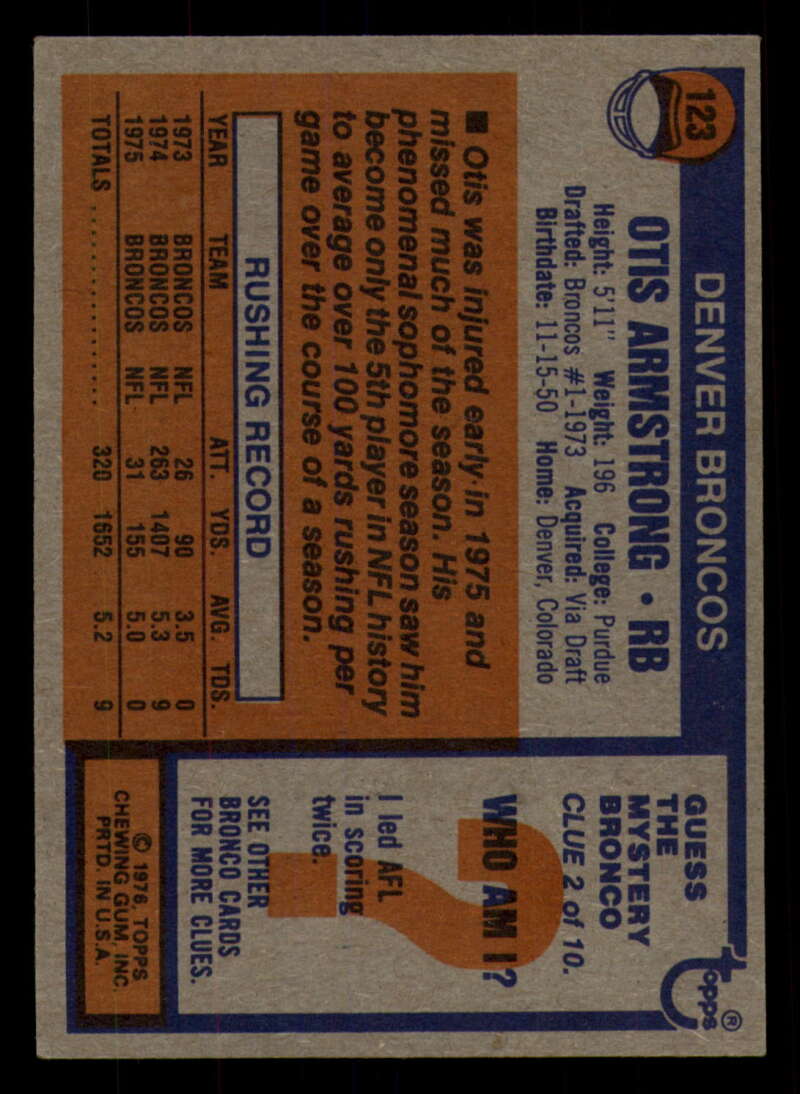 123
DENVER BRONCOS
OTIS ARMSTRONG • RB
Height: 5'11" Weight: 196 College: Purdue
Drafted: Broncos #1-1973 Acquired: Via Draft
Birthdate: 11-15-50 Home: Denver, Colorado
■ Otis was injured early in 1975 and
missed much of the season. His
phenomenal sophomore season saw him
become only the 5th player in NFL history
to average over 100 yards rushing per
game over the course of a season.
RUSHING RECORD
YEAR TEAM ATT. YDS. AVG. TDS.
1973 BRONCOS NFL 26 90 3.5 0
1974 BRONCOS NFL 263 1407 5.3 9
1975 BRONCOS NFL 31 155 5.0 0
TOTALS .................... 320 1652 5.2 9
topps®
GUESS
THE
MYSTERY
BRONCO
CLUE 2 of 10.
?
WHO AM I?
I led AFL
in scoring
twice.
SEE OTHER
BRONCO CARDS
FOR MORE CLUES.
© 1976, TOPPS
CHEWING GUM, INC.
PRTD. IN U.S.A.